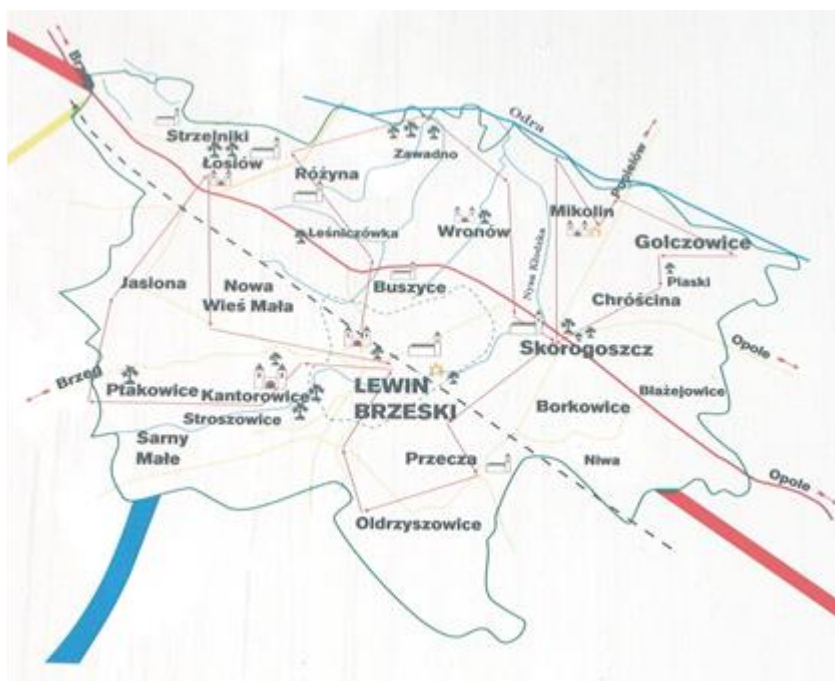 Brz
Strzelniki
Łosiów
Różyna
Zawadno
Odra
Popielów
Leśniczówka
Wronów
Mikolin
Golczowice
Nysa Kłodzka
Piaski
Jasiona
Nowa
Wieś Mała
Buszyce
Chróścina
Skorogoszcz
Opole
Brzeg
Ptakowice
Kantorowice
LEWIN
BRZESKI
Błażejowice
Stroszowice
Borkowice
Sarny
Małe
Przecza
Niwa
Opole
Oldrzyszowice